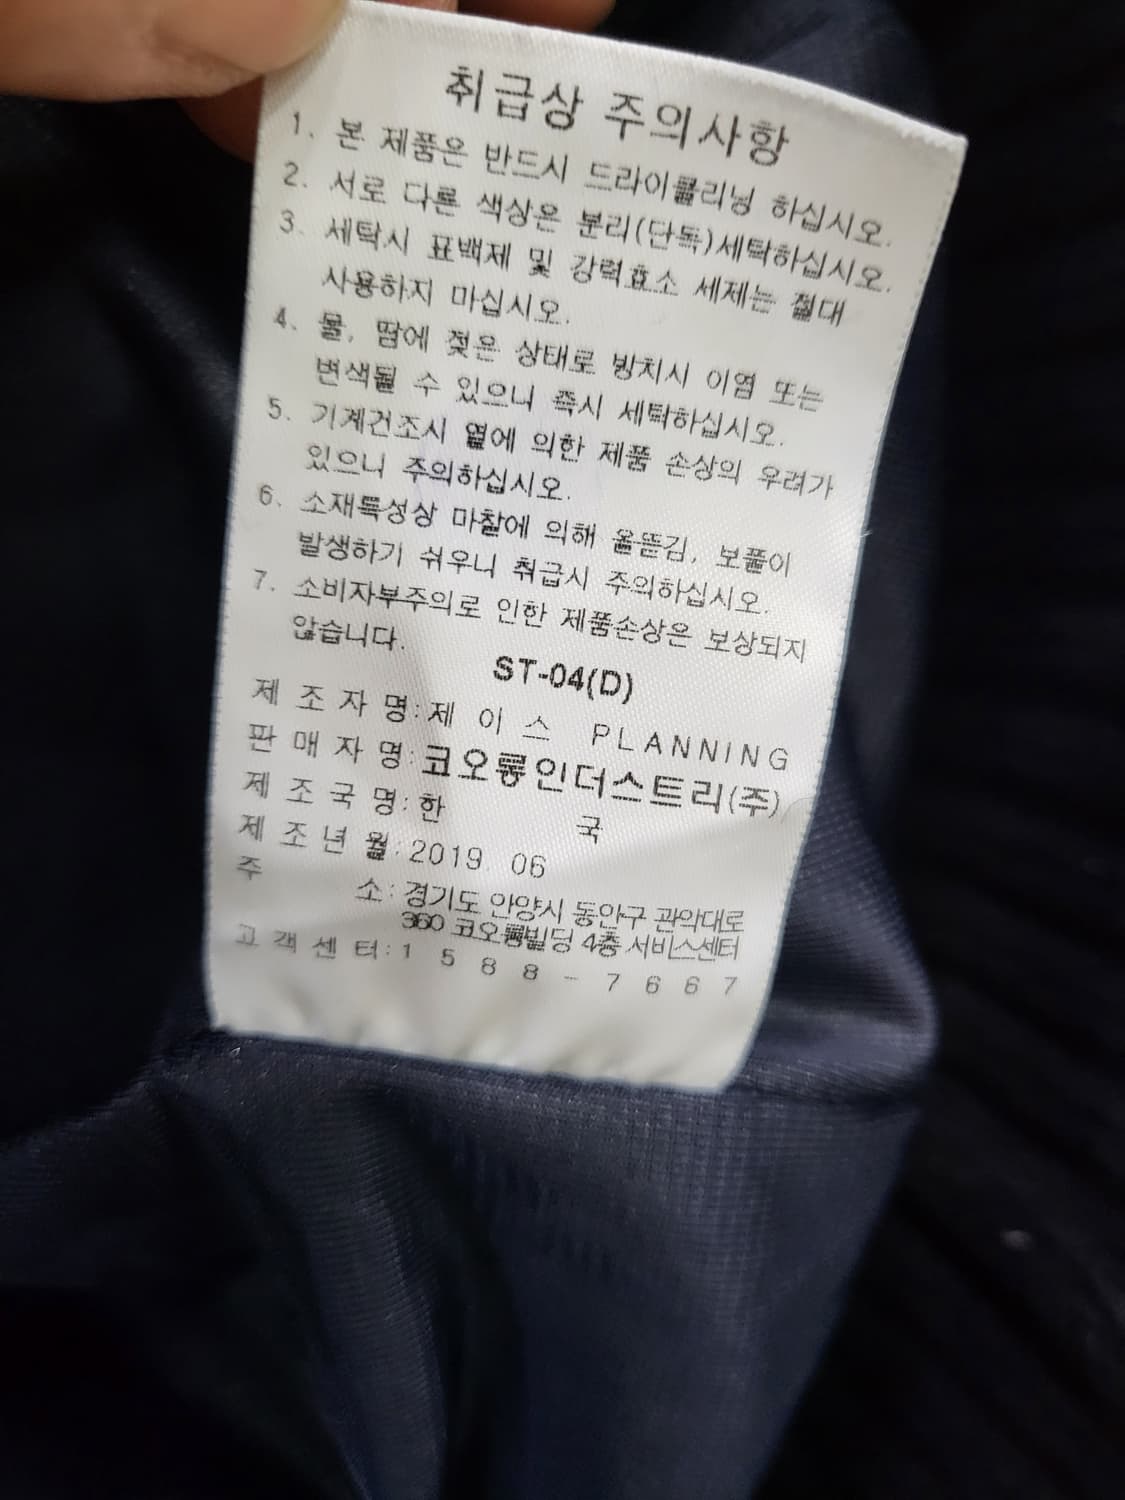 취급상 주의사항
1. 본 제품은 반드시 드라이클리닝 하십시오.
2. 서로 다른 색상은 분리(단독)세탁하십시오.
3. 세탁시 표백제 및 강력효소 세제는 절대
사용하지 마십시오.
4. 물, 땀에 젖은 상태로 방치시 이염 또는
변색될 수 있으니 즉시 세탁하십시오.
5. 기계건조시 열에 의한 제품 손상의 우려가
있으니 주의하십시오.
6. 소재특성상 마찰에 의해 올뜯김, 보풀이
발생하기 쉬우니 취급시 주의하십시오.
7. 소비자부주의로 인한 제품손상은 보상되지
않습니다.
ST-04(D)
제 조 자 명:제 이 스 PLANNING
판 매 자 명:코오롱인더스트리(주)
제 조 국 명:한 국
제 조 년 월:2019. 06
주 소:경기도 안양시 동안구 관악대로
360 코오롱빌딩 4층 서비스센터
고 객 센 터:1 5 8 8 - 7 6 6 7